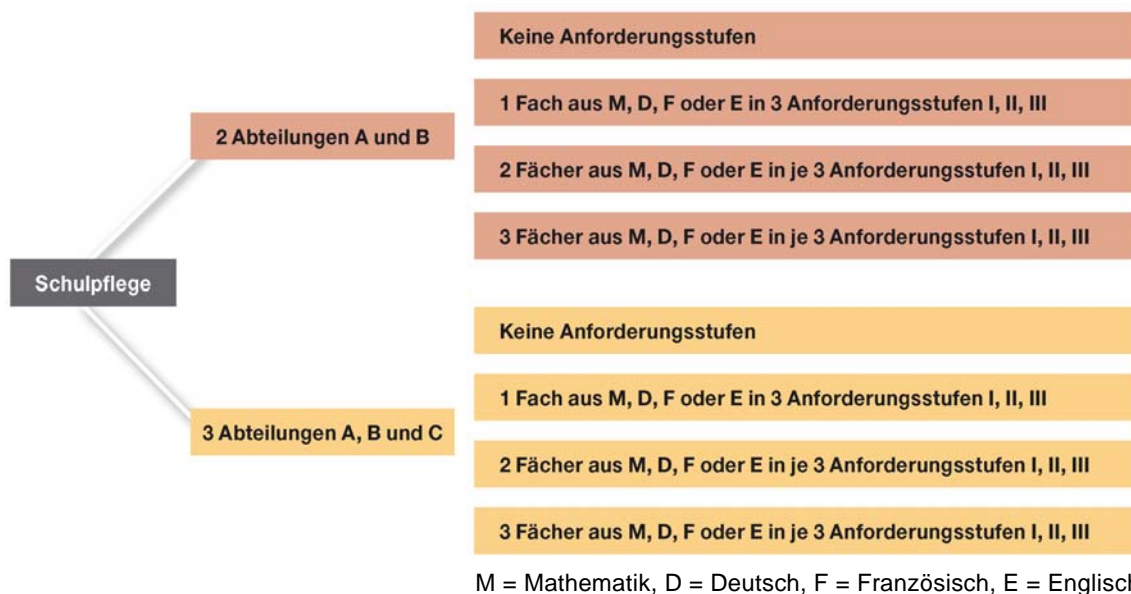 Schulpflege
2 Abteilungen A und B
Keine Anforderungsstufen
1 Fach aus M, D, F oder E in 3 Anforderungsstufen I, II, III
2 Fächer aus M, D, F oder E in je 3 Anforderungsstufen I, II, III
3 Fächer aus M, D, F oder E in je 3 Anforderungsstufen I, II, III
3 Abteilungen A, B und C
Keine Anforderungsstufen
1 Fach aus M, D, F oder E in 3 Anforderungsstufen I, II, III
2 Fächer aus M, D, F oder E in je 3 Anforderungsstufen I, II, III
3 Fächer aus M, D, F oder E in je 3 Anforderungsstufen I, II, III
M = Mathematik, D = Deutsch, F = Französisch, E = Englisch